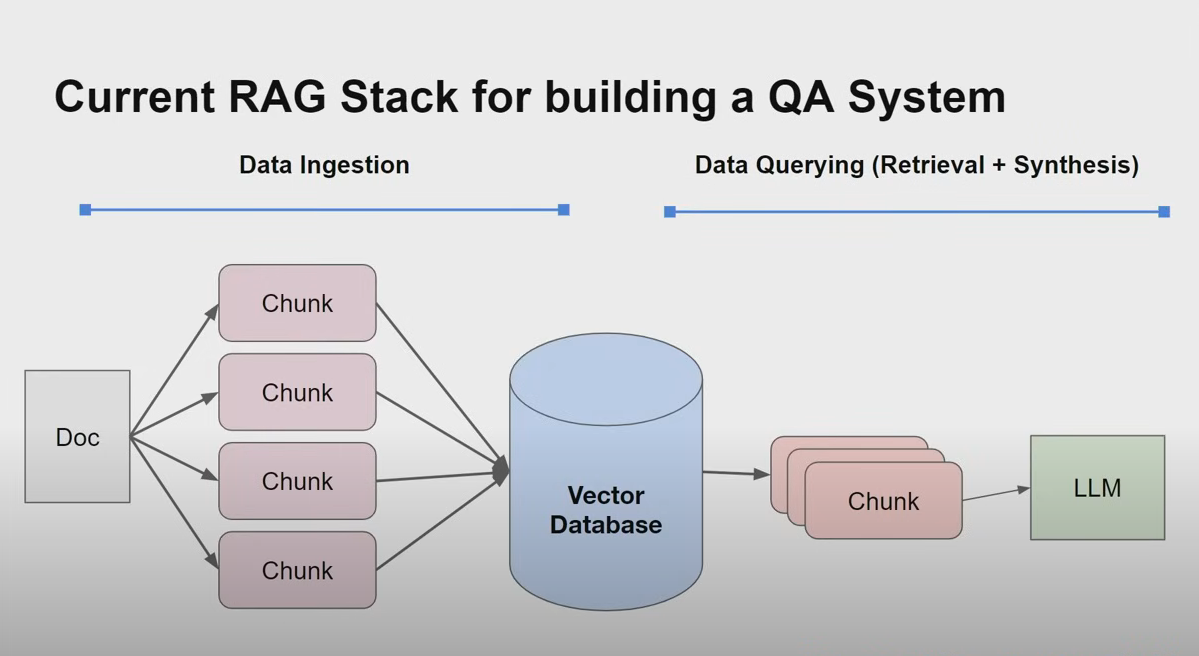 Current RAG Stack for building a QA System
Data Ingestion
Data Querying (Retrieval + Synthesis)
Doc
Chunk
Chunk
Chunk
Chunk
Vector
Database
Chunk
LLM